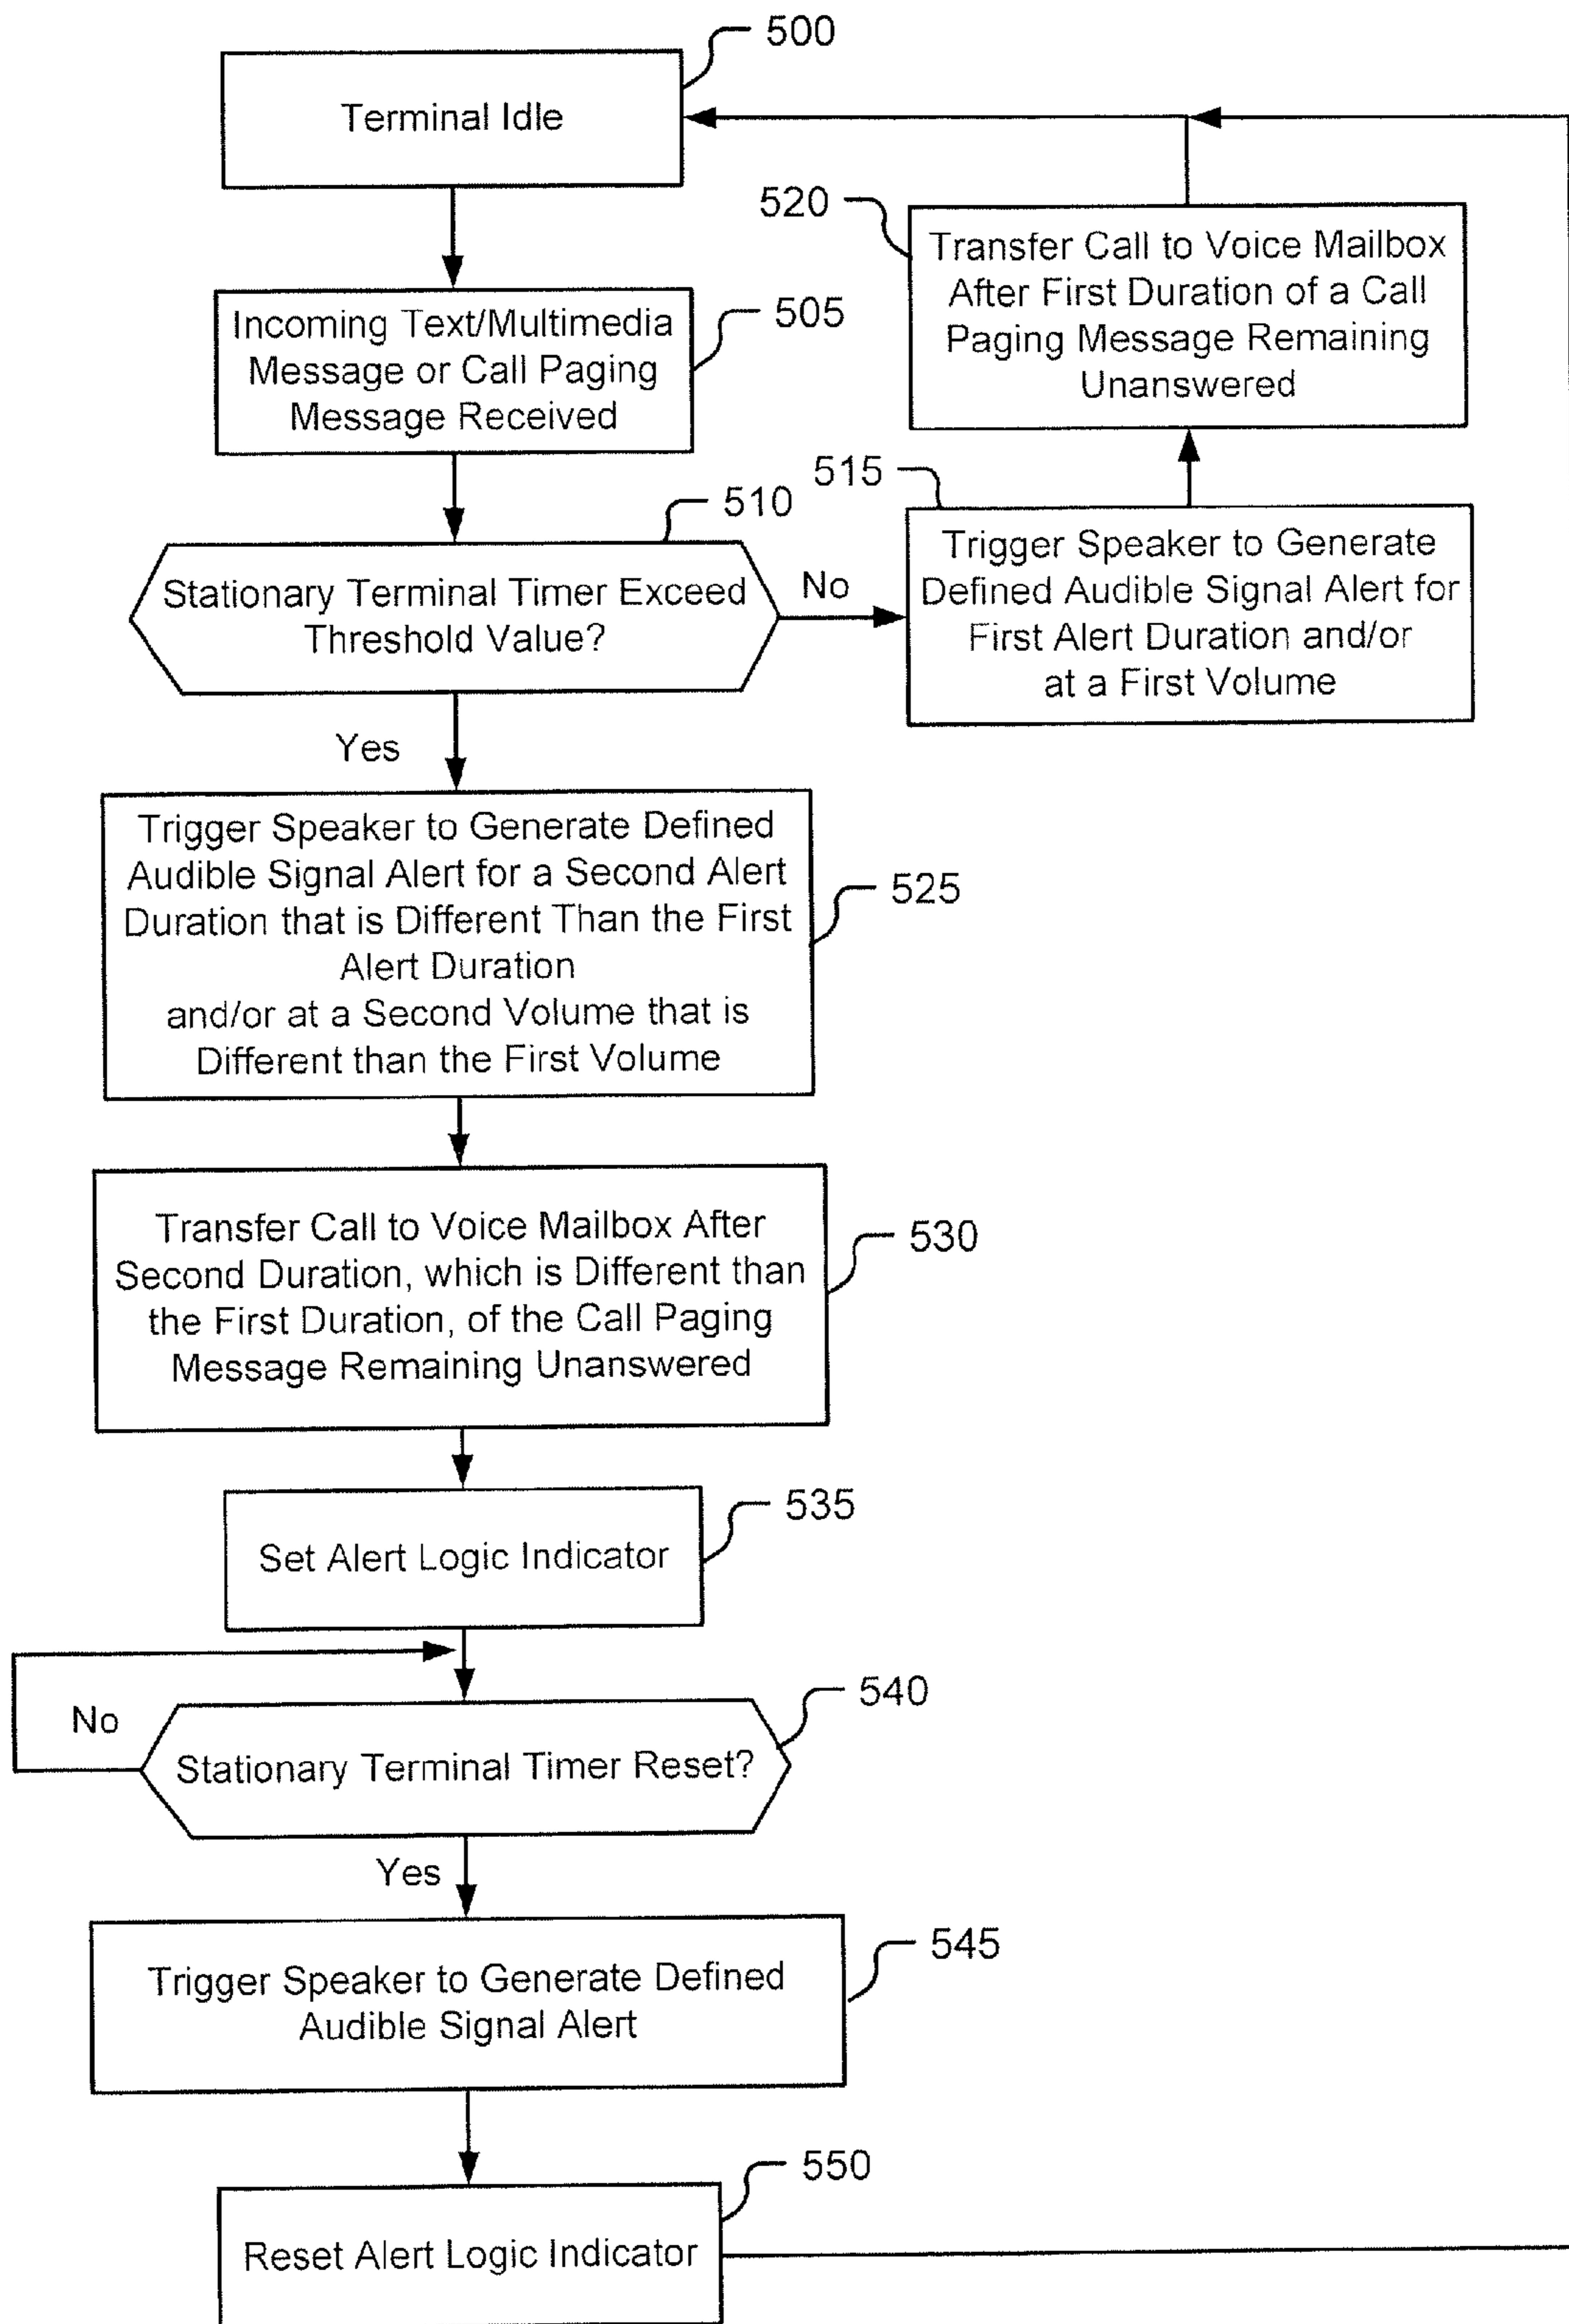 500
Terminal Idle
520
Transfer Call to Voice Mailbox
After First Duration of a Call
Paging Message Remaining
Unanswered
505
Incoming Text/Multimedia
Message or Call Paging
Message Received
515
510
Stationary Terminal Timer Exceed
Threshold Value?
No
Trigger Speaker to Generate
Defined Audible Signal Alert for
First Alert Duration and/or
at a First Volume
Yes
Trigger Speaker to Generate Defined
Audible Signal Alert for a Second Alert
Duration that is Different Than the First
Alert Duration
and/or at a Second Volume that is
Different than the First Volume
525
Transfer Call to Voice Mailbox After
Second Duration, which is Different than
the First Duration, of the Call Paging
Message Remaining Unanswered
530
535
Set Alert Logic Indicator
540
No
Stationary Terminal Timer Reset?
Yes
545
Trigger Speaker to Generate Defined
Audible Signal Alert
550
Reset Alert Logic Indicator